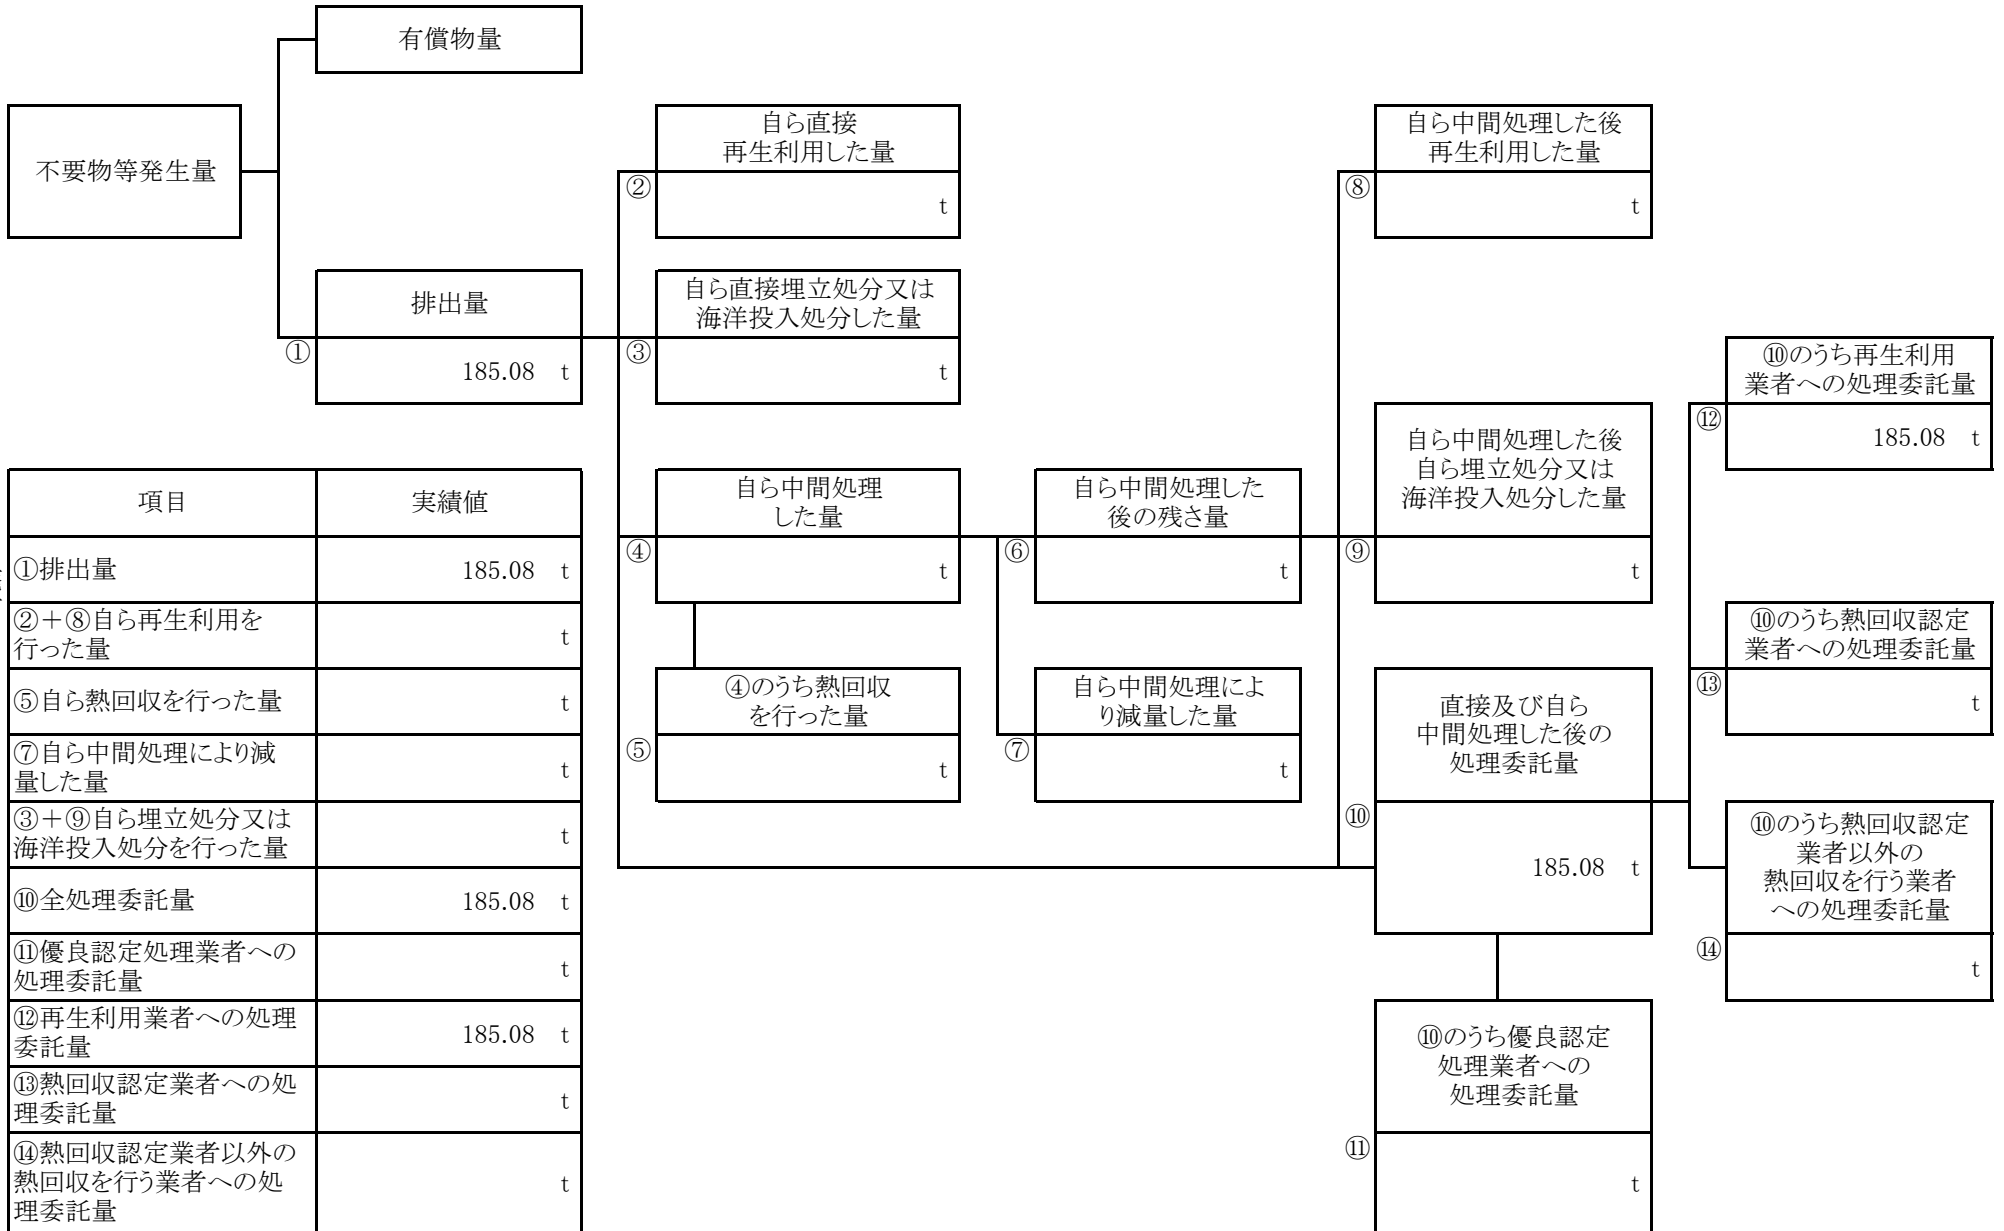 有償物量
不要物等発生量
排出量
①
185.08 t
自ら直接
再生利用した量
②
t
自ら直接埋立処分又は
海洋投入処分した量
③
t
自ら中間処理
した量
④
t
④のうち熱回収
を行った量
⑤
t
自ら中間処理した
後の残さ量
⑥
t
自ら中間処理によ
り減量した量
⑦
t
自ら中間処理した後
再生利用した量
⑧
t
自ら中間処理した後
自ら埋立処分又は
海洋投入処分した量
⑨
t
直接及び自ら
中間処理した後の
処理委託量
⑩
185.08 t
⑩のうち優良認定
処理業者への
処理委託量
⑪
t
⑩のうち再生利用
業者への処理委託量
⑫
185.08 t
⑩のうち熱回収認定
業者への処理委託量
⑬
t
⑩のうち熱回収認定
業者以外の
熱回収を行う業者
への処理委託量
⑭
t
項目 実績値
①排出量 185.08 t
②+⑧自ら再生利用を
行った量
t
⑤自ら熱回収を行った量 t
⑦自ら中間処理により減
量した量
t
③+⑨自ら埋立処分又は
海洋投入処分を行った量
t
⑩全処理委託量 185.08 t
⑪優良認定処理業者への
処理委託量
t
⑫再生利用業者への処理
委託量
185.08 t
⑬熱回収認定業者への処
理委託量
t
⑭熱回収認定業者以外の
熱回収を行う業者への処
理委託量
t